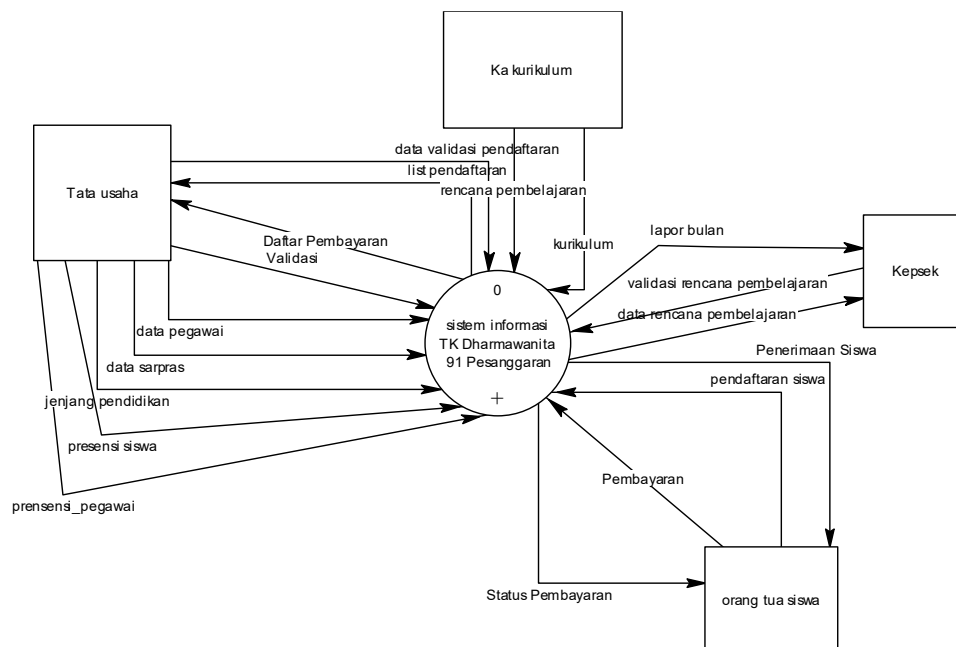 Ka kurikulum
data validasi pendaftaran
list pendaftaran
rencana pembelajaran
Tata usaha
lapor bulan
Daftar Pembayaran
Validasi
kurikulum
Kepsek
validasi rencana pembelajaran
0
data rencana pembelajaran
sistem informasi
TK Dharmawanita
91 Pesanggaran
+
data pegawai
data sarpras
Penerimaan Siswa
pendaftaran siswa
jenjang pendidikan
presensi siswa
Pembayaran
prensensi_pegawai
Status Pembayaran
orang tua siswa